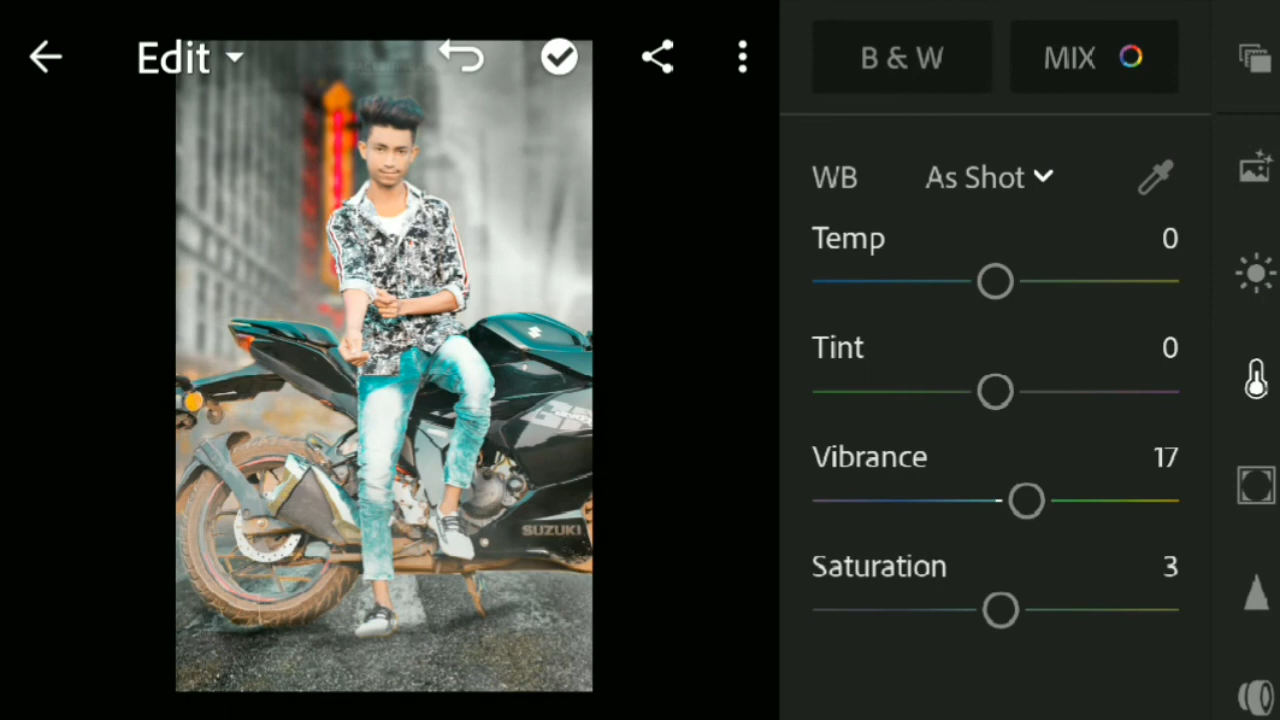 Edit
B & W
MIX
WB As Shot
Temp 0
Tint 0
Vibrance 17
Saturation 3
SUZUKI